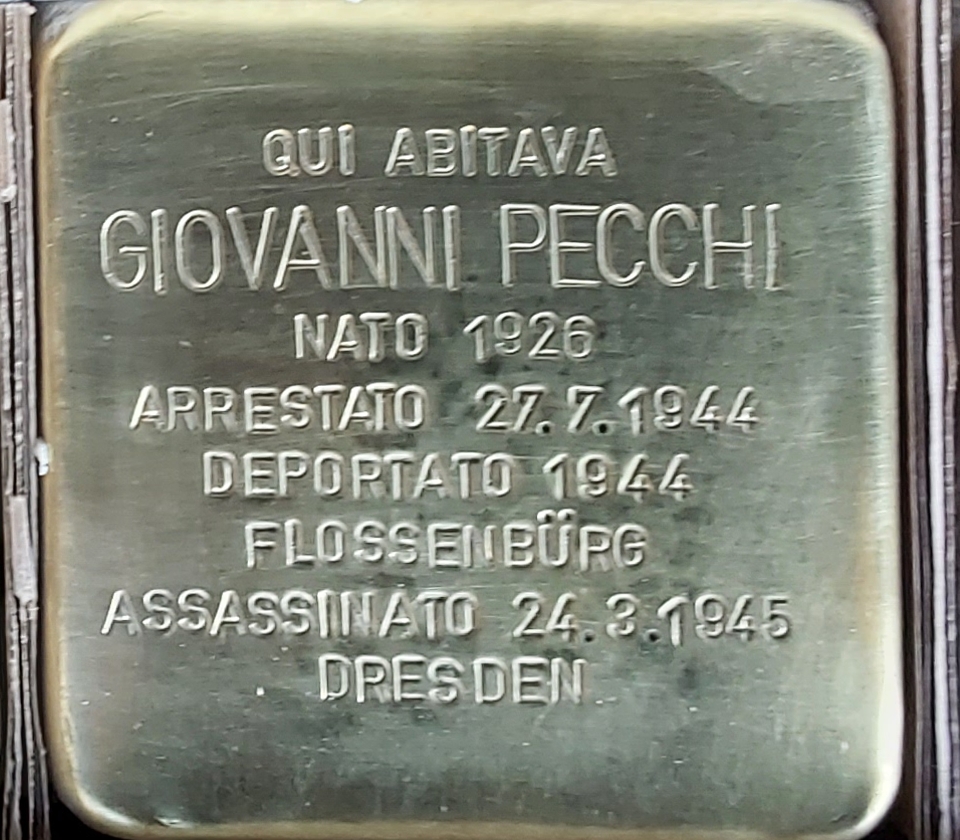 QUI ABITAVA
GIOVANNI PECCHI
NATO 1926
ARRESTATO 27.7.1944
DEPORTATO 1944
FLOSSENBÜRG
ASSASSINATO 24.3.1945
DRESDEN